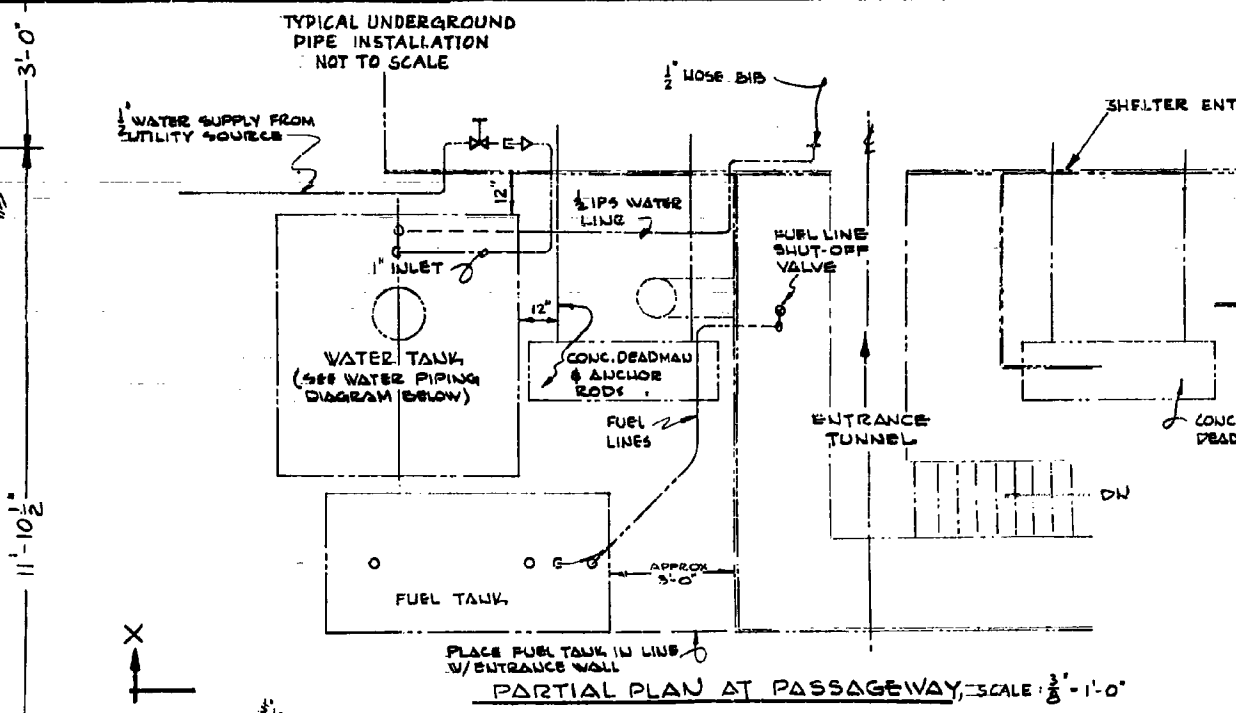 TYPICAL UNDERGROUND
PIPE INSTALLATION
NOT TO SCALE
3'-0"
1/2" HOSE BIB
SHELTER ENT
1/2" WATER SUPPLY FROM
UTILITY SOURCE
12"
1/2 IPS WATER
LINE
FUEL LINE
SHUT-OFF
VALVE
1" INLET
12"
WATER TANK
(SEE WATER PIPING
DIAGRAM BELOW)
CONC. DEADMAN
& ANCHOR
RODS
FUEL
LINES
ENTRANCE
TUNNEL
CONC
DEAD
DN
11'-10 1/2"
APPROX
3'-0"
FUEL TANK
X
PLACE FUEL TANK IN LINE
W/ENTRANCE WALL
PARTIAL PLAN AT PASSAGEWAY, SCALE: 3/8" - 1'-0"